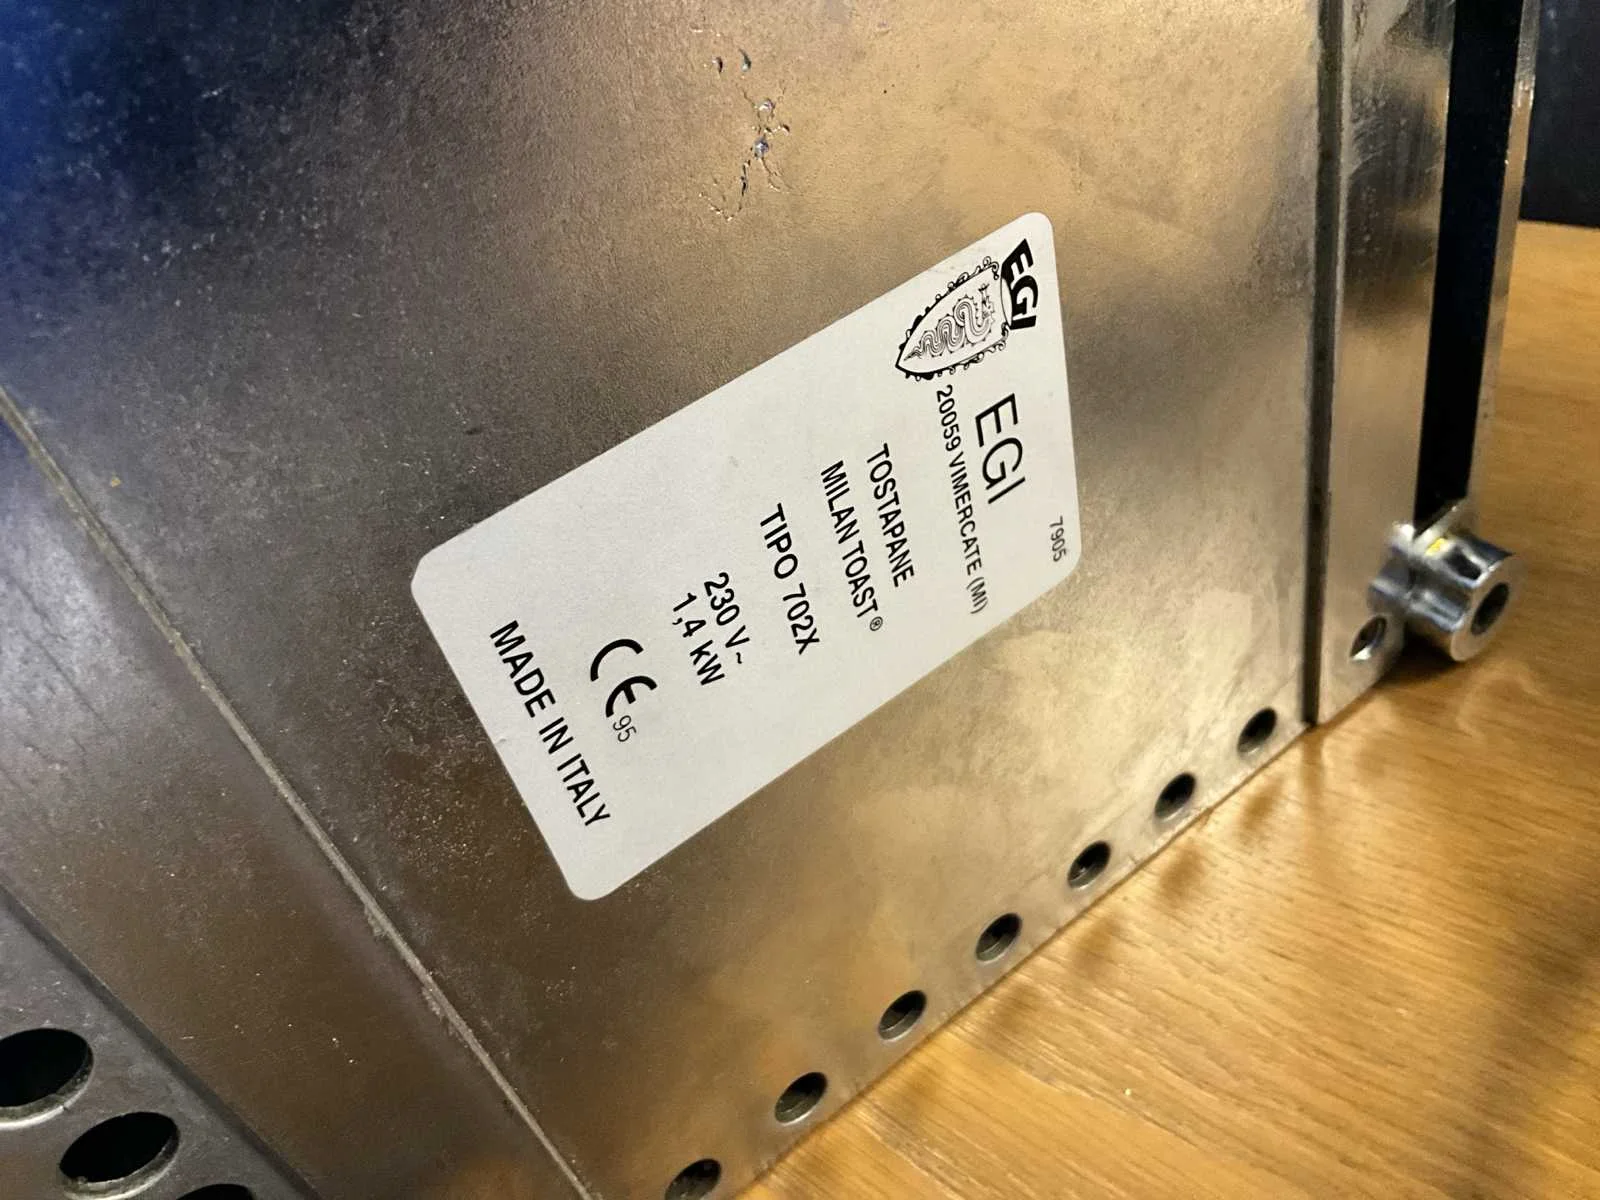 EGI
EGI
20059 VIMERCATE (MI)
7905
TOSTAPANE
MILAN TOAST®
TIPO 702X
230 V~
1,4 kW
CE 95
MADE IN ITALY